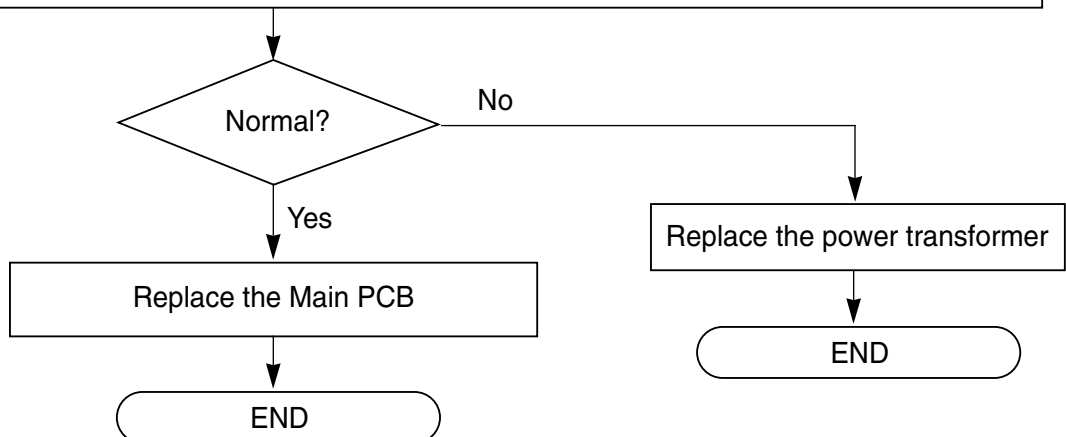 Normal?
No
Yes
Replace the power transformer
Replace the Main PCB
END
END